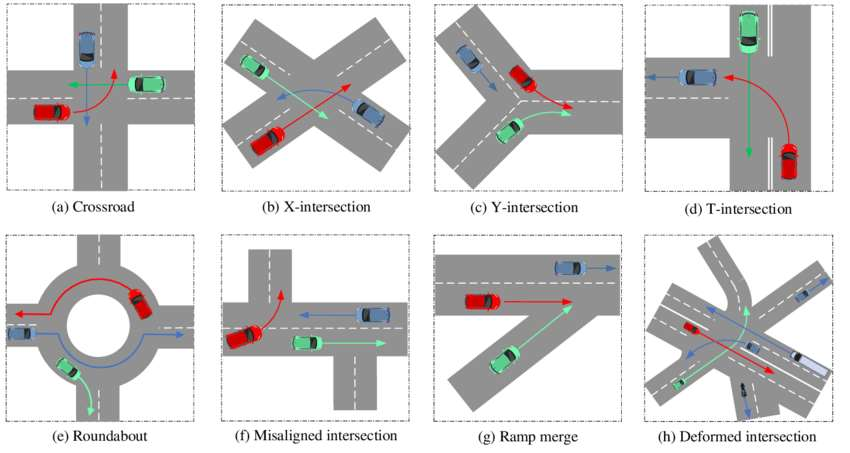 (a) Crossroad
(b) X-intersection
(c) Y-intersection
(d) T-intersection
(e) Roundabout
(f) Misaligned intersection
(g) Ramp merge
(h) Deformed intersection